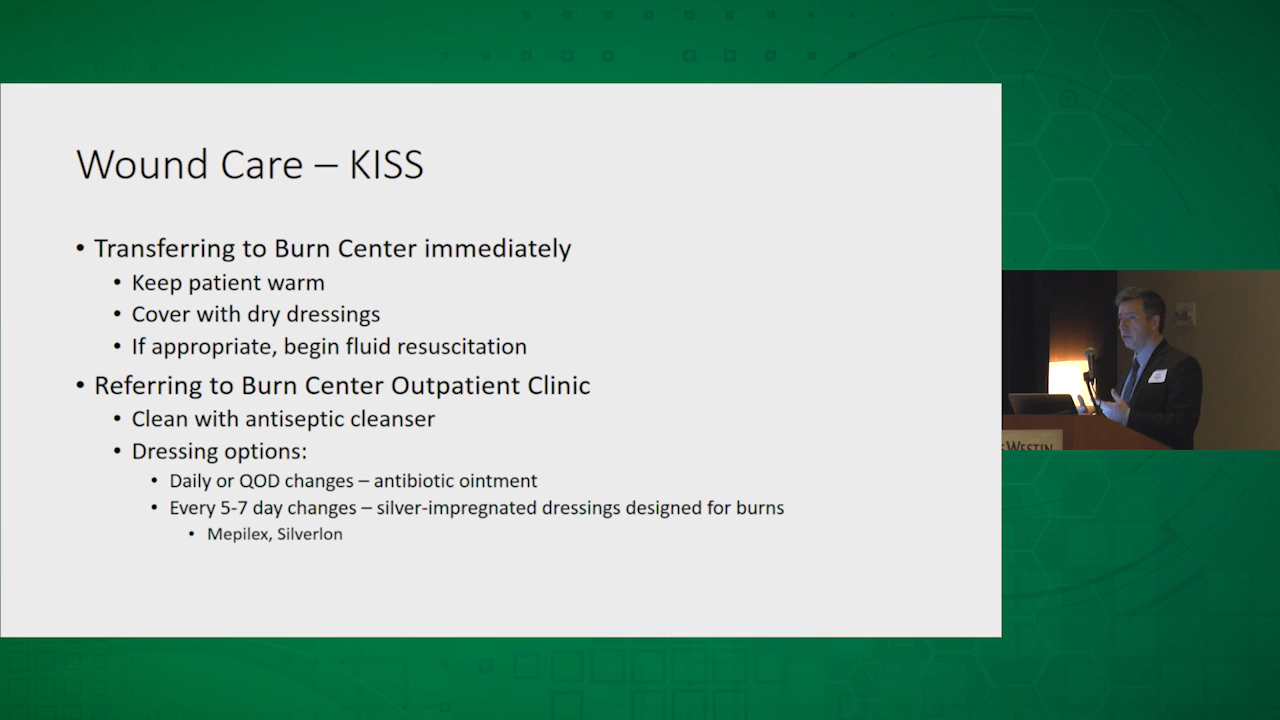 Wound Care – KISS
• Transferring to Burn Center immediately
• Keep patient warm
• Cover with dry dressings
• If appropriate, begin fluid resuscitation
• Referring to Burn Center Outpatient Clinic
• Clean with antiseptic cleanser
• Dressing options:
• Daily or QOD changes – antibiotic ointment
• Every 5-7 day changes – silver-impregnated dressings designed for burns
• Mepilex, Silverlon
WESTIN